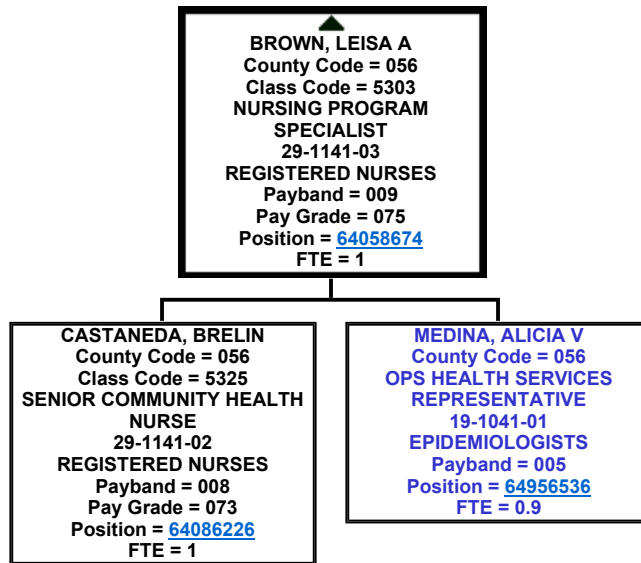 BROWN, LEISA A
County Code = 056
Class Code = 5303
NURSING PROGRAM
SPECIALIST
29-1141-03
REGISTERED NURSES
Payband = 009
Pay Grade = 075
Position = 64058674
FTE = 1
CASTANEDA, BRELIN
County Code = 056
Class Code = 5325
SENIOR COMMUNITY HEALTH
NURSE
29-1141-02
REGISTERED NURSES
Payband = 008
Pay Grade = 073
Position = 64086226
FTE = 1
MEDINA, ALICIA V
County Code = 056
OPS HEALTH SERVICES
REPRESENTATIVE
19-1041-01
EPIDEMIOLOGISTS
Payband = 005
Position = 64956536
FTE = 0.9